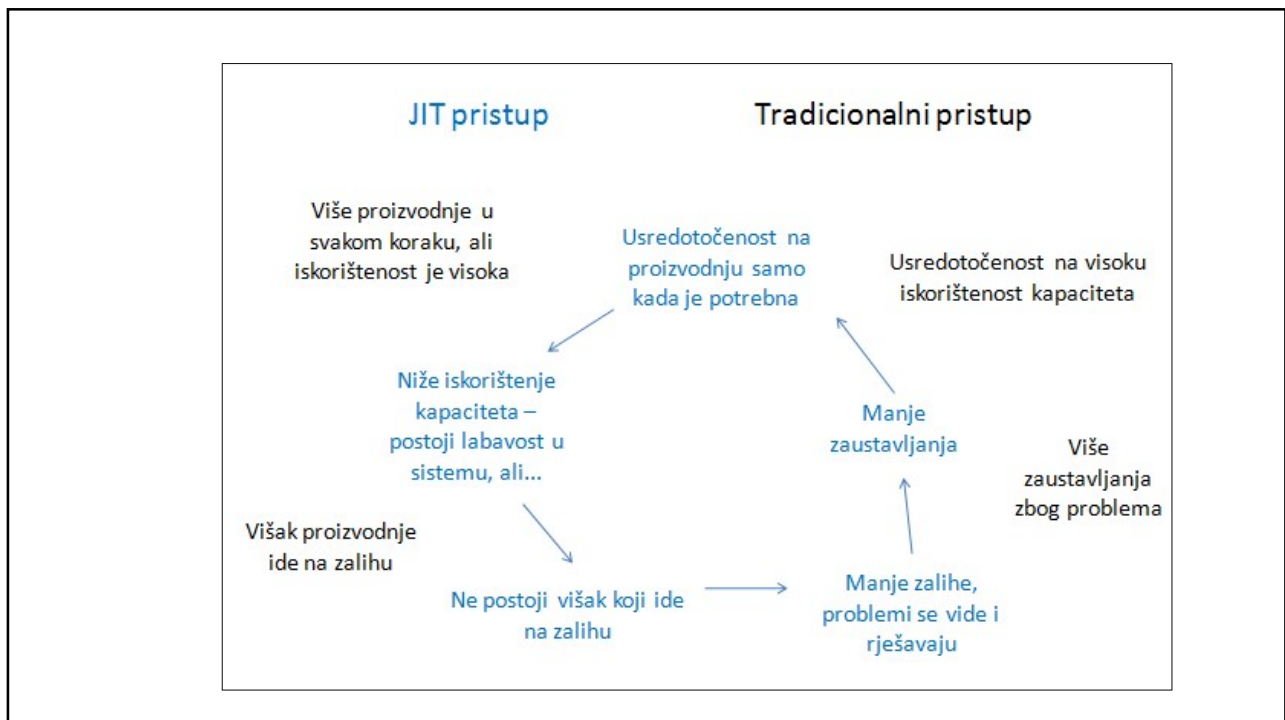 JIT pristup
Tradicionalni pristup
Više proizvodnje u
svakom koraku, ali
iskorištenost je visoka
Usredotočenost na
proizvodnju samo
kada je potrebna
Usredotočenost na visoku
iskorištenost kapaciteta
Niže iskorištenje
kapaciteta –
postoji labavost u
sistemu, ali...
Manje
zaustavljanja
Više
zaustavljanja
zbog problema
Višak proizvodnje
ide na zalihu
Ne postoji višak koji ide
na zalihu
Manje zalihe,
problemi se vide i
rješavaju